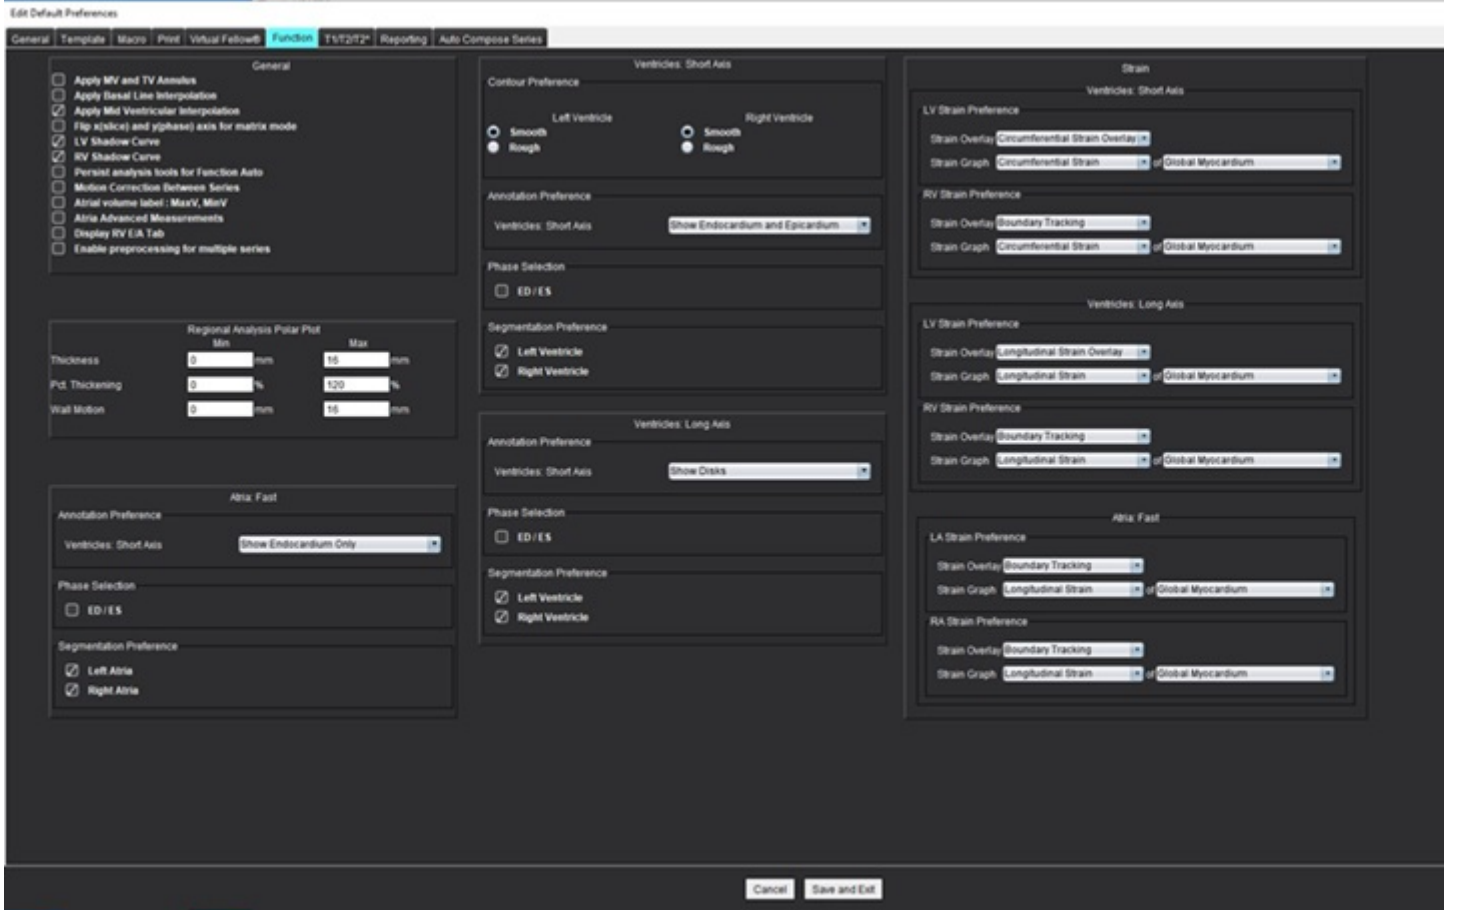 Edit Default Preferences
General Template Macro Print Virtual Fellow® Function T1/T2/T2* Reporting Auto Compose Series
General
Apply MV and TV Annulus
Apply Basal Line Interpolation
Apply Mid Ventricular Interpolation
Flip x(slice) and y(phase) axis for matrix mode
LV Shadow Curve
RV Shadow Curve
Persist analysis tools for Function Auto
Motion Correction Between Series
Atrial volume label : MaxV, MinV
Atria Advanced Measurements
Display RV E/A Tab
Enable preprocessing for multiple series
Regional Analysis Polar Plot
Min Max
Thickness 0 mm 16 mm
Pct. Thickening 0 % 120 %
Wall Motion 0 mm 16 mm
Atria: Fast
Annotation Preference
Ventricles: Short Axis Show Endocardium Only
Phase Selection
ED / ES
Segmentation Preference
Left Atria
Right Atria
Ventricles: Short Axis
Contour Preference
Left Ventricle Right Ventricle
Smooth Smooth
Rough Rough
Annotation Preference
Ventricles: Short Axis Show Endocardium and Epicardium
Phase Selection
ED / ES
Segmentation Preference
Left Ventricle
Right Ventricle
Ventricles: Long Axis
Annotation Preference
Ventricles: Short Axis Show Disks
Phase Selection
ED / ES
Segmentation Preference
Left Ventricle
Right Ventricle
Strain
Ventricles: Short Axis
LV Strain Preference
Strain Overlay Circumferential Strain Overlay
Strain Graph Circumferential Strain of Global Myocardium
RV Strain Preference
Strain Overlay Boundary Tracking
Strain Graph Circumferential Strain of Global Myocardium
Ventricles: Long Axis
LV Strain Preference
Strain Overlay Longitudinal Strain Overlay
Strain Graph Longitudinal Strain of Global Myocardium
RV Strain Preference
Strain Overlay Boundary Tracking
Strain Graph Longitudinal Strain of Global Myocardium
Atria: Fast
LA Strain Preference
Strain Overlay Boundary Tracking
Strain Graph Longitudinal Strain of Global Myocardium
RA Strain Preference
Strain Overlay Boundary Tracking
Strain Graph Longitudinal Strain of Global Myocardium
Cancel Save and Exit